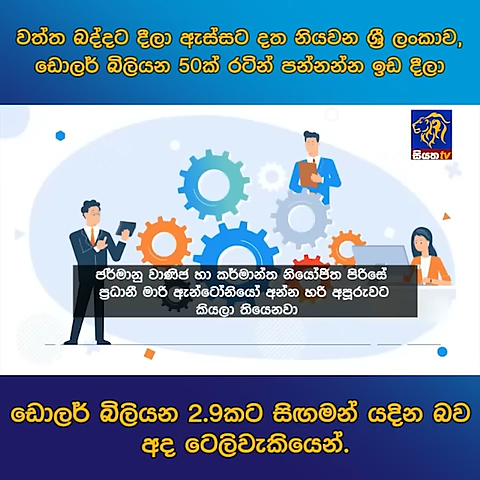 වත්ත බද්දට දීලා ඇස්සට දත නියවන ශ්‍රී ලංකාව,
ඩොලර් බිලියන 50ක් රටින් පන්නන්න ඉඩ දීලා
සියත tv
ජර්මානු වාණිජ හා කර්මාන්ත නියෝජිත පිරිසේ
ප්‍රධානී මාරි ඇන්ටෝනියෝ අන්න හරි අපූරුවට
කියලා තියෙනවා
ඩොලර් බිලියන 2.9කට සිඟමන් යදින බව
අද ටෙලිවැකියෙන්.